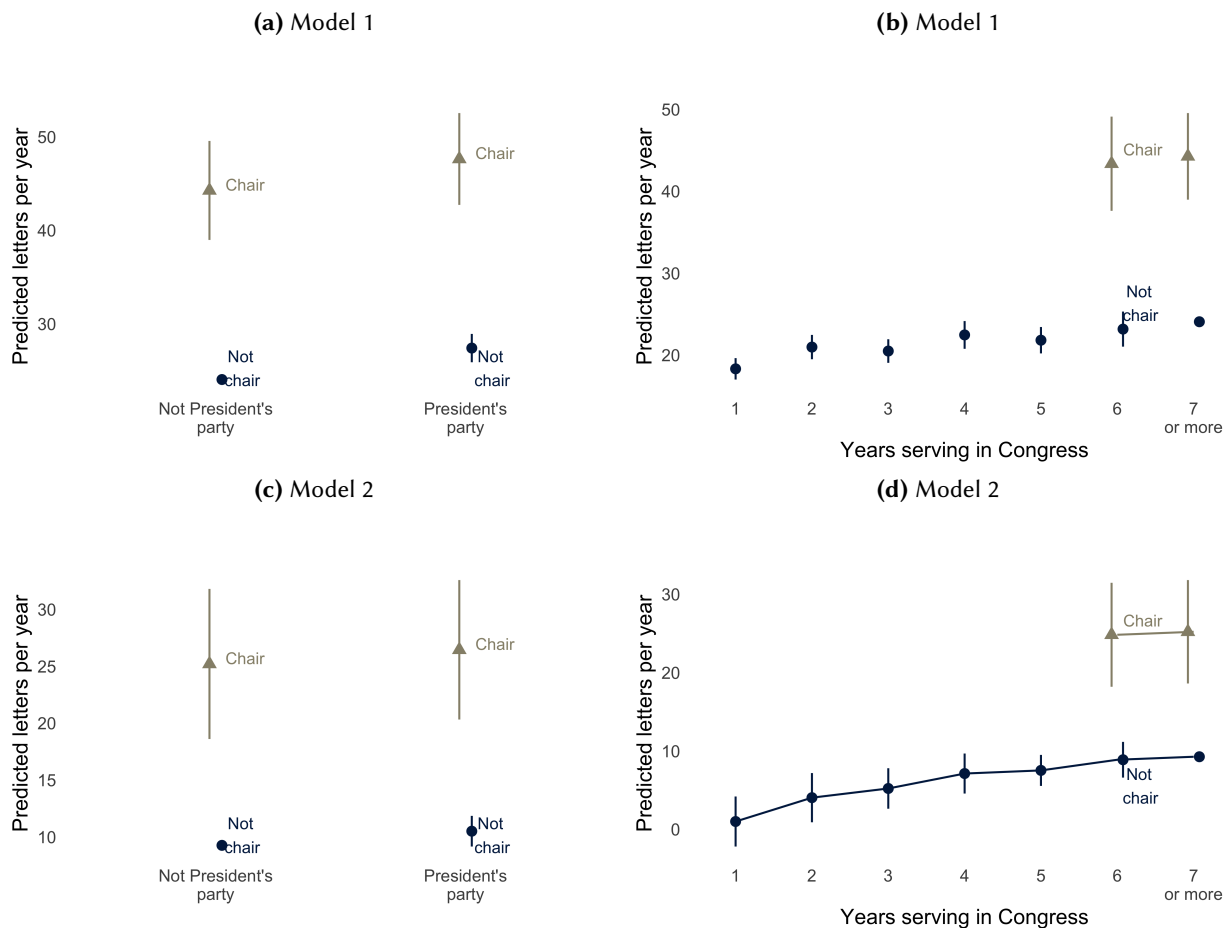 (a) Model 1
Predicted letters per year
50
40
30
Chair
Chair
Not
chair
Not
chair
Not President's
party
President's
party
(b) Model 1
Predicted letters per year
50
40
30
20
Chair
Not
chair
1
2
3
4
5
6
7
or more
Years serving in Congress
(c) Model 2
Predicted letters per year
30
25
20
15
10
Chair
Chair
Not
chair
Not
chair
Not President's
party
President's
party
(d) Model 2
Predicted letters per year
30
20
10
0
Chair
Not
chair
1
2
3
4
5
6
7
or more
Years serving in Congress